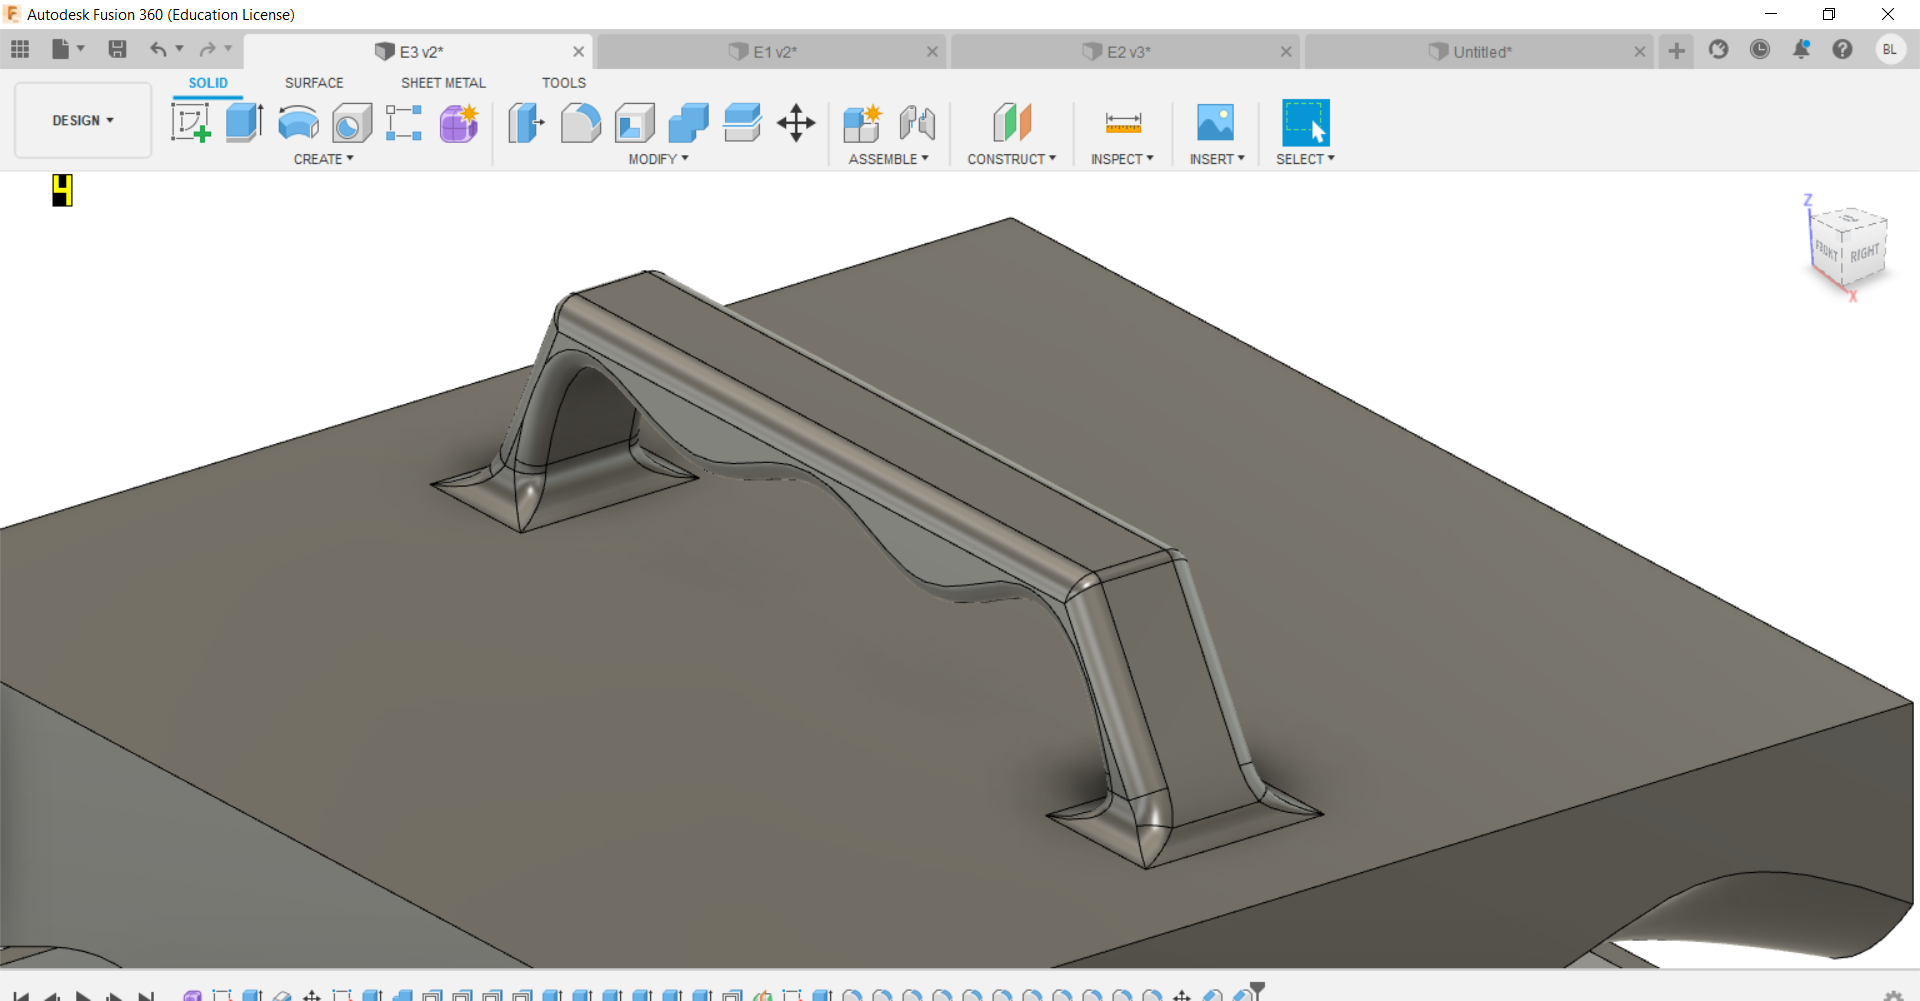 Autodesk Fusion 360 (Education License)
E3 v2*
E1 v2*
E2 v3*
Untitled*
BL
SOLID
SURFACE
SHEET METAL
TOOLS
DESIGN
CREATE
MODIFY
ASSEMBLE
CONSTRUCT
INSPECT
INSERT
SELECT
4
Z
FRONT
RIGHT
X